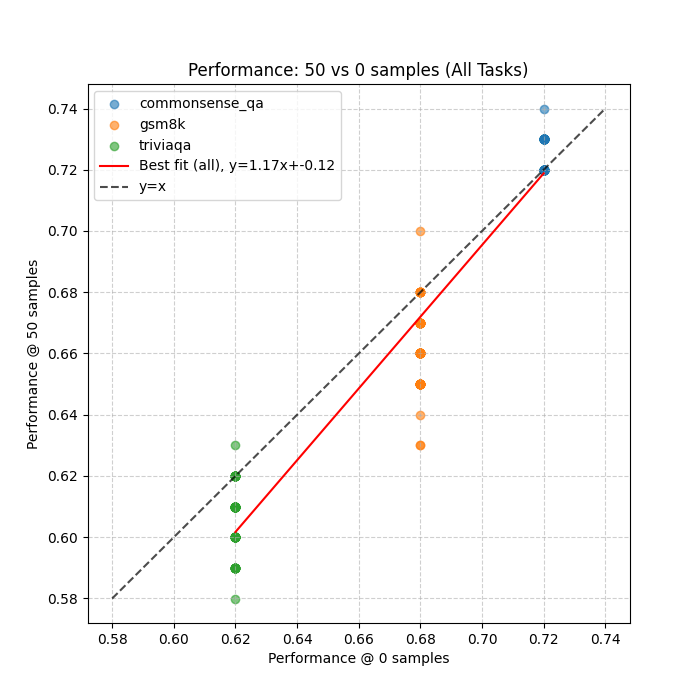 Performance: 50 vs 0 samples (All Tasks)
commonsense_qa
gsm8k
triviaqa
Best fit (all), y=1.17x+-0.12
y=x
Performance @ 50 samples
0.74
0.72
0.70
0.68
0.66
0.64
0.62
0.60
0.58
0.58 0.60 0.62 0.64 0.66 0.68 0.70 0.72 0.74
Performance @ 0 samples